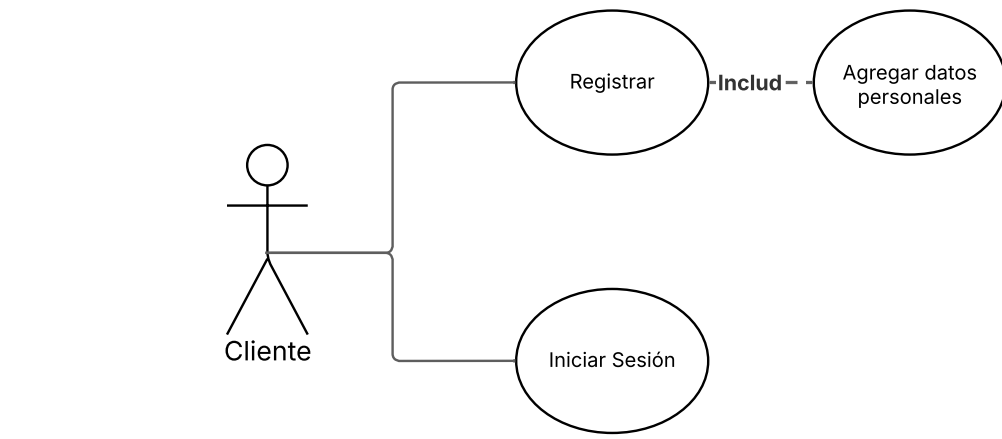 Registrar
Includ
Agregar datos
personales
Cliente
Iniciar Sesión